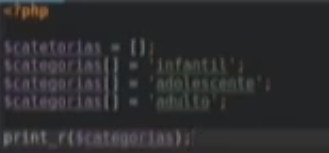 <?php
$catetorias = [];
$categorias[] = 'infantil';
$categorias[] = 'adolescente';
$categorias[] = 'adulto';
print_r($categorias);